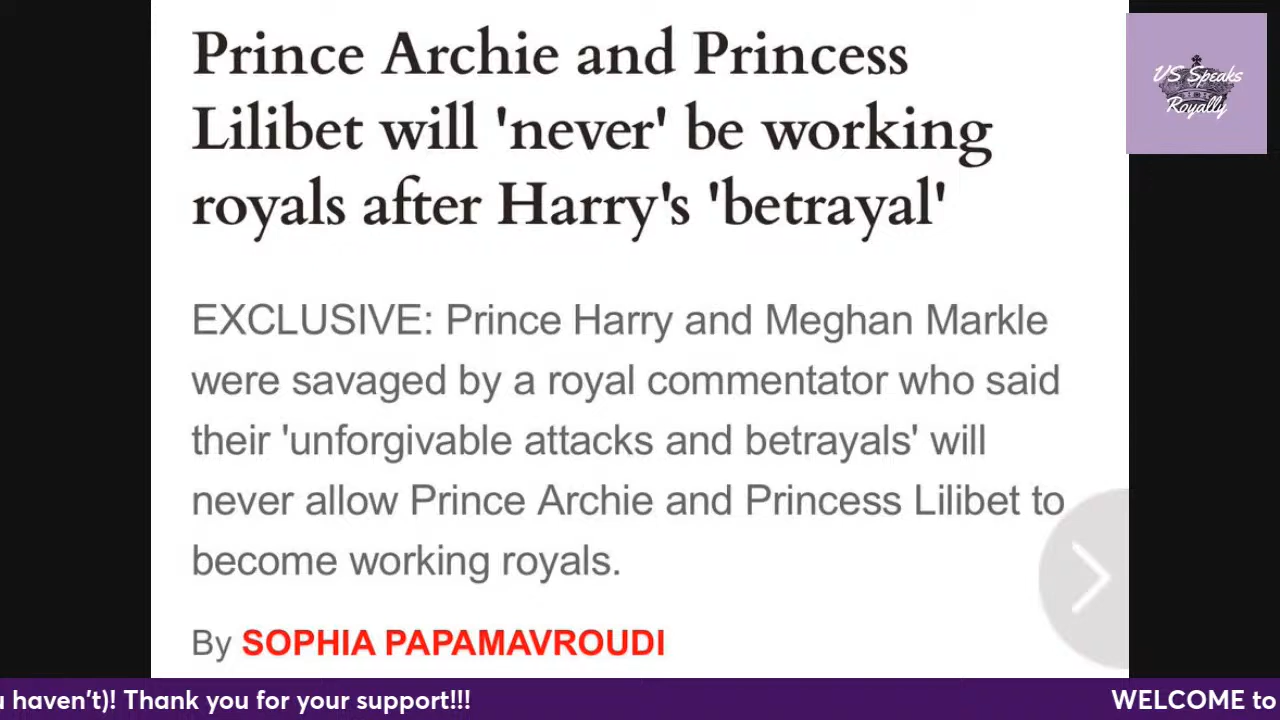 Prince Archie and Princess
Lilibet will 'never' be working
royals after Harry's 'betrayal'
US Speaks
Royally
EXCLUSIVE: Prince Harry and Meghan Markle
were savaged by a royal commentator who said
their 'unforgivable attacks and betrayals' will
never allow Prince Archie and Princess Lilibet to
become working royals.
By SOPHIA PAPAMAVROUDI
haven't)! Thank you for your support!!!
WELCOME to